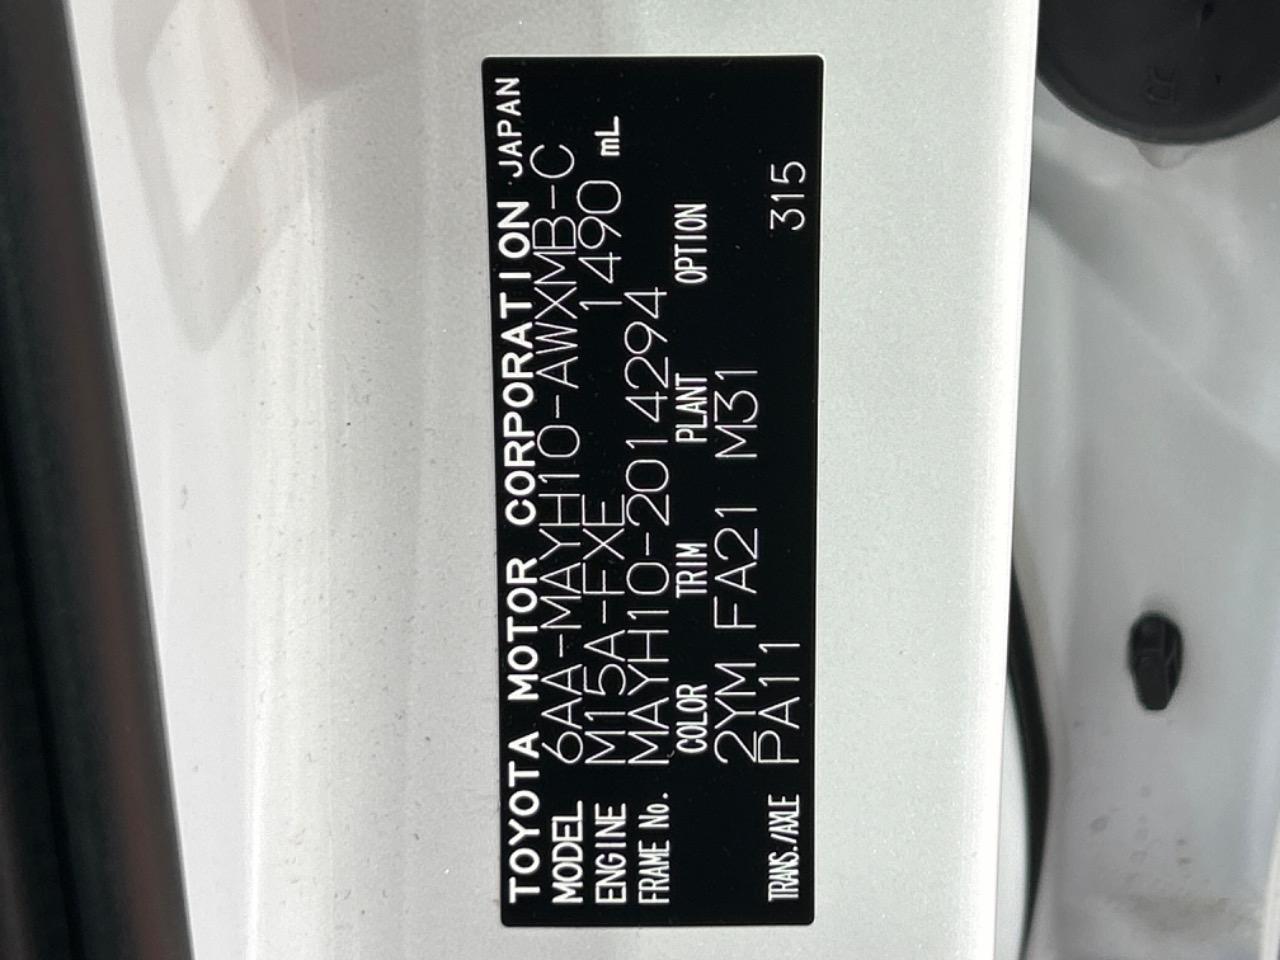 TOYOTA MOTOR CORPORATION JAPAN
MODEL 6AA-MAYH10-AWXMB-C
ENGINE M15A-FXE 1490 mL
FRAME No. MAYH10-2014294
COLOR TRIM PLANT OPTION
2YM FA21 M31
TRANS./AXLE PA11 315